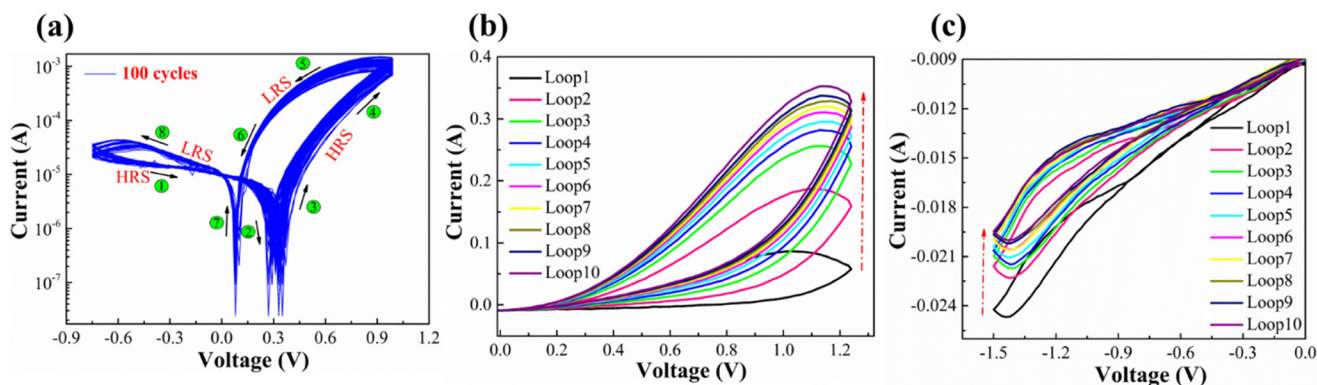 (a)
100 cycles
LRS
HRS
LRS
HRS
1
2
3
4
5
6
7
8
10⁻³
10⁻⁴
10⁻⁵
10⁻⁶
10⁻⁷
Current (A)
-0.9 -0.6 -0.3 0.0 0.3 0.6 0.9 1.2
Voltage (V)
(b)
0.4
0.3
0.2
0.1
0.0
Current (A)
Loop1
Loop2
Loop3
Loop4
Loop5
Loop6
Loop7
Loop8
Loop9
Loop10
0.0 0.2 0.4 0.6 0.8 1.0 1.2
Voltage (V)
(c)
-0.009
-0.012
-0.015
-0.018
-0.021
-0.024
Current (A)
Loop1
Loop2
Loop3
Loop4
Loop5
Loop6
Loop7
Loop8
Loop9
Loop10
-1.5 -1.2 -0.9 -0.6 -0.3 0.0
Voltage (V)